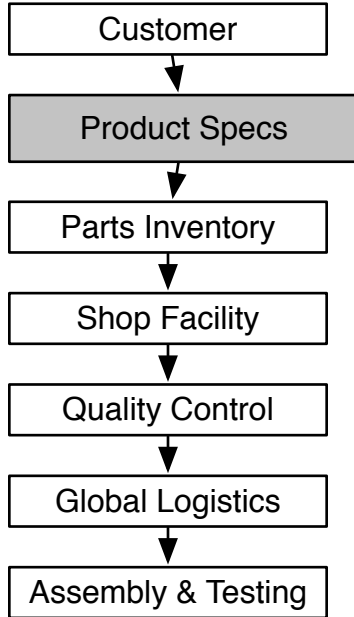 Customer
Product Specs
Parts Inventory
Shop Facility
Quality Control
Global Logistics
Assembly & Testing